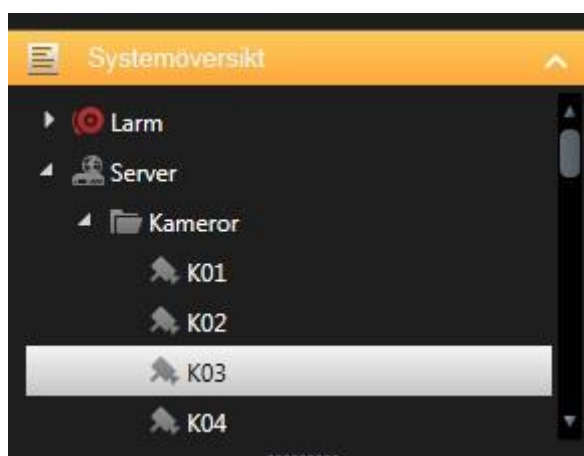 Systemöversikt
Larm
Server
Kameror
K01
K02
K03
K04